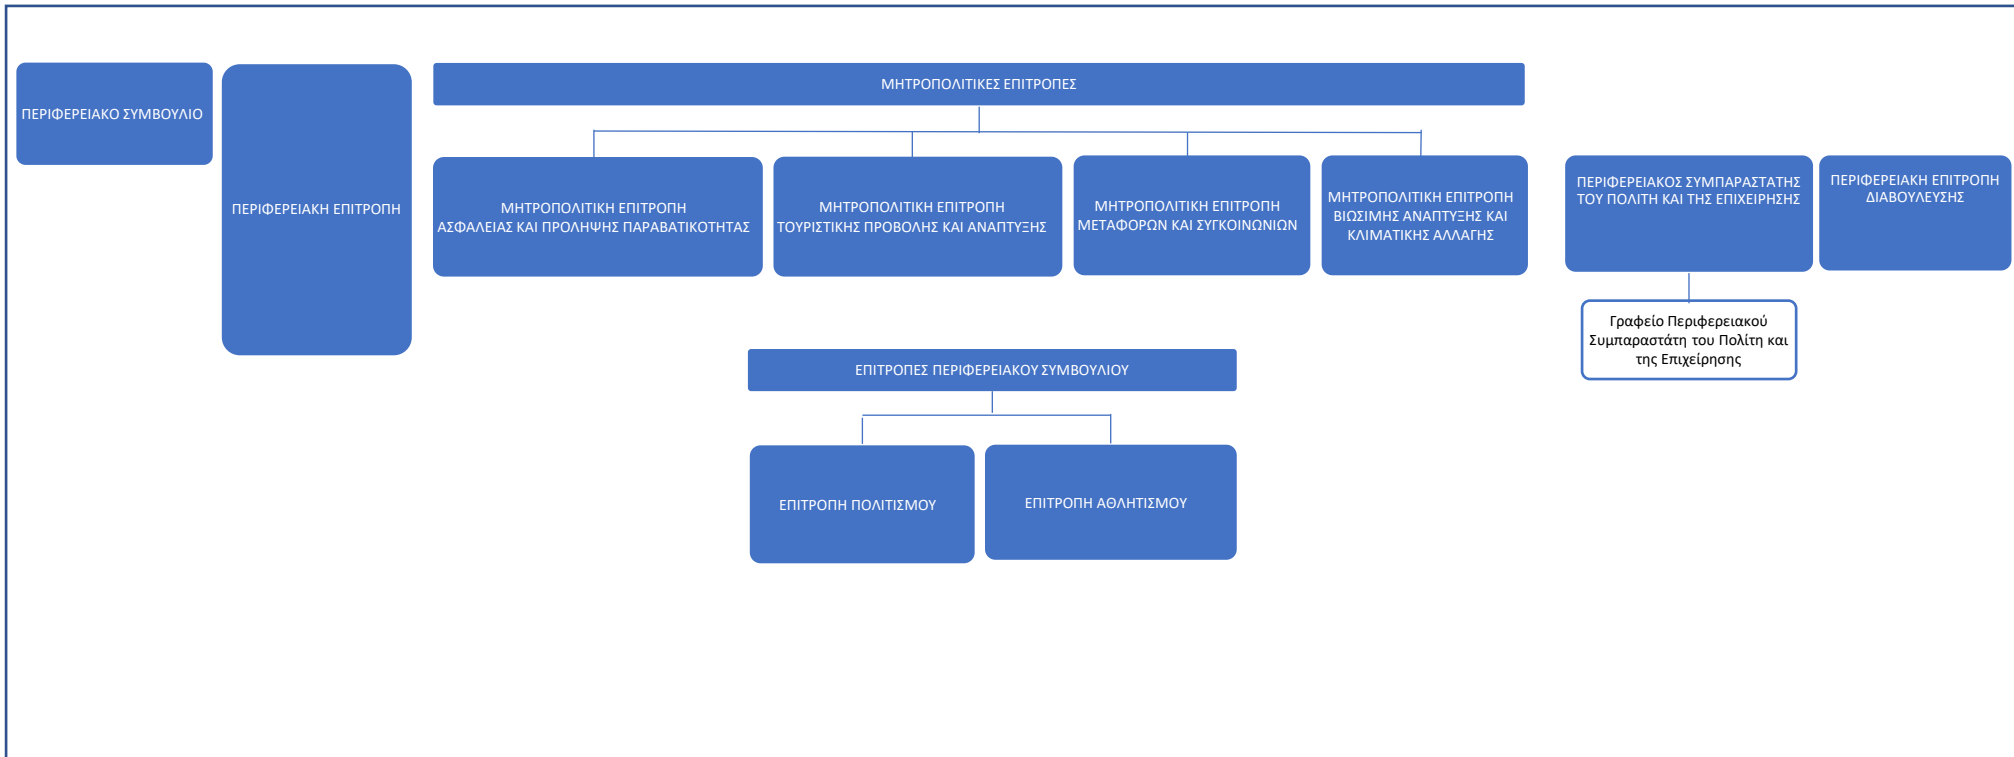 ΠΕΡΙΦΕΡΕΙΑΚΟ ΣΥΜΒΟΥΛΙΟ
ΠΕΡΙΦΕΡΕΙΑΚΗ ΕΠΙΤΡΟΠΗ
ΜΗΤΡΟΠΟΛΙΤΙΚΕΣ ΕΠΙΤΡΟΠΕΣ
ΜΗΤΡΟΠΟΛΙΤΙΚΗ ΕΠΙΤΡΟΠΗ
ΑΣΦΑΛΕΙΑΣ ΚΑΙ ΠΡΟΛΗΨΗΣ ΠΑΡΑΒΑΤΙΚΟΤΗΤΑΣ
ΜΗΤΡΟΠΟΛΙΤΙΚΗ ΕΠΙΤΡΟΠΗ
ΤΟΥΡΙΣΤΙΚΗΣ ΠΡΟΒΟΛΗΣ ΚΑΙ ΑΝΑΠΤΥΞΗΣ
ΜΗΤΡΟΠΟΛΙΤΙΚΗ ΕΠΙΤΡΟΠΗ
ΜΕΤΑΦΟΡΩΝ ΚΑΙ ΣΥΓΚΟΙΝΩΝΙΩΝ
ΜΗΤΡΟΠΟΛΙΤΙΚΗ ΕΠΙΤΡΟΠΗ
ΒΙΩΣΙΜΗΣ ΑΝΑΠΤΥΞΗΣ ΚΑΙ
ΚΛΙΜΑΤΙΚΗΣ ΑΛΛΑΓΗΣ
ΠΕΡΙΦΕΡΕΙΑΚΟΣ ΣΥΜΠΑΡΑΣΤΑΤΗΣ
ΤΟΥ ΠΟΛΙΤΗ ΚΑΙ ΤΗΣ ΕΠΙΧΕΙΡΗΣΗΣ
ΠΕΡΙΦΕΡΕΙΑΚΗ ΕΠΙΤΡΟΠΗ
ΔΙΑΒΟΥΛΕΥΣΗΣ
Γραφείο Περιφερειακού
Συμπαραστάτη του Πολίτη και
της Επιχείρησης
ΕΠΙΤΡΟΠΕΣ ΠΕΡΙΦΕΡΕΙΑΚΟΥ ΣΥΜΒΟΥΛΙΟΥ
ΕΠΙΤΡΟΠΗ ΠΟΛΙΤΙΣΜΟΥ
ΕΠΙΤΡΟΠΗ ΑΘΛΗΤΙΣΜΟΥ